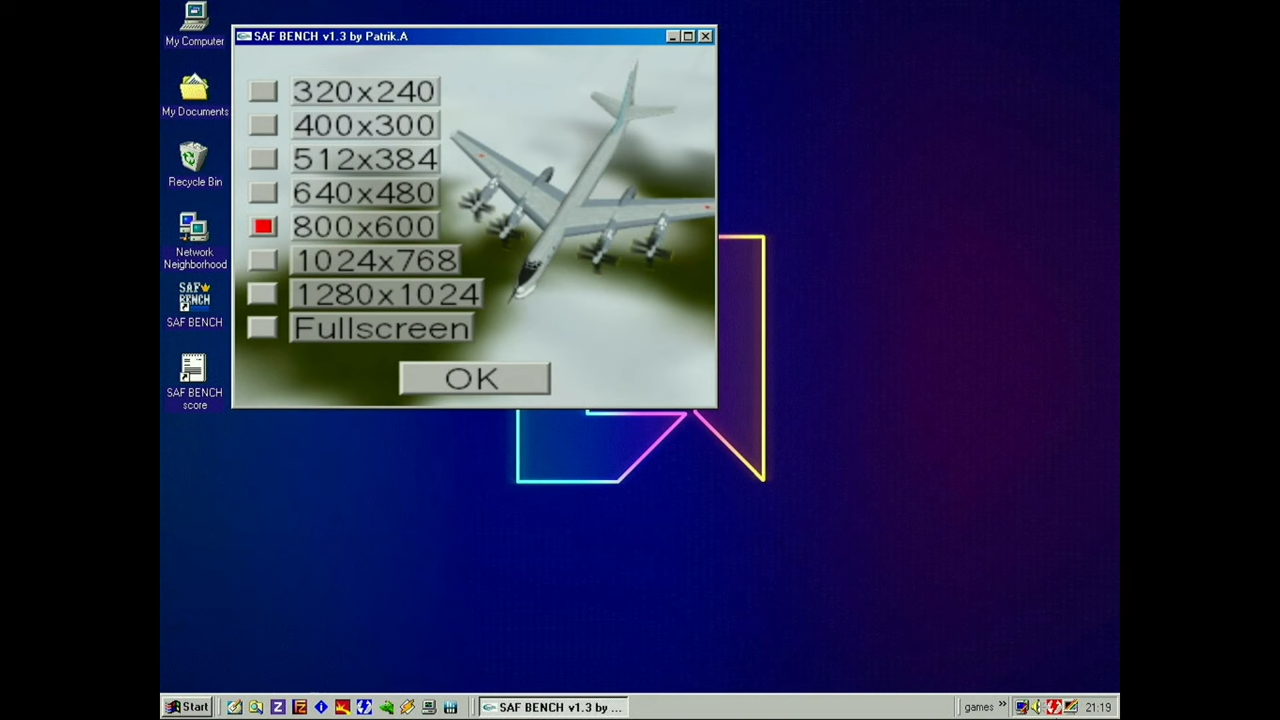 My Computer
My Documents
Recycle Bin
Network
Neighborhood
SAF
BENCH
SAF BENCH
SAF BENCH
score
SAF BENCH v1.3 by Patrik.A
320x240
400x300
512x384
640x480
800x600
1024x768
1280x1024
Fullscreen
OK
Start
SAF BENCH v1.3 by ...
games »
21:19